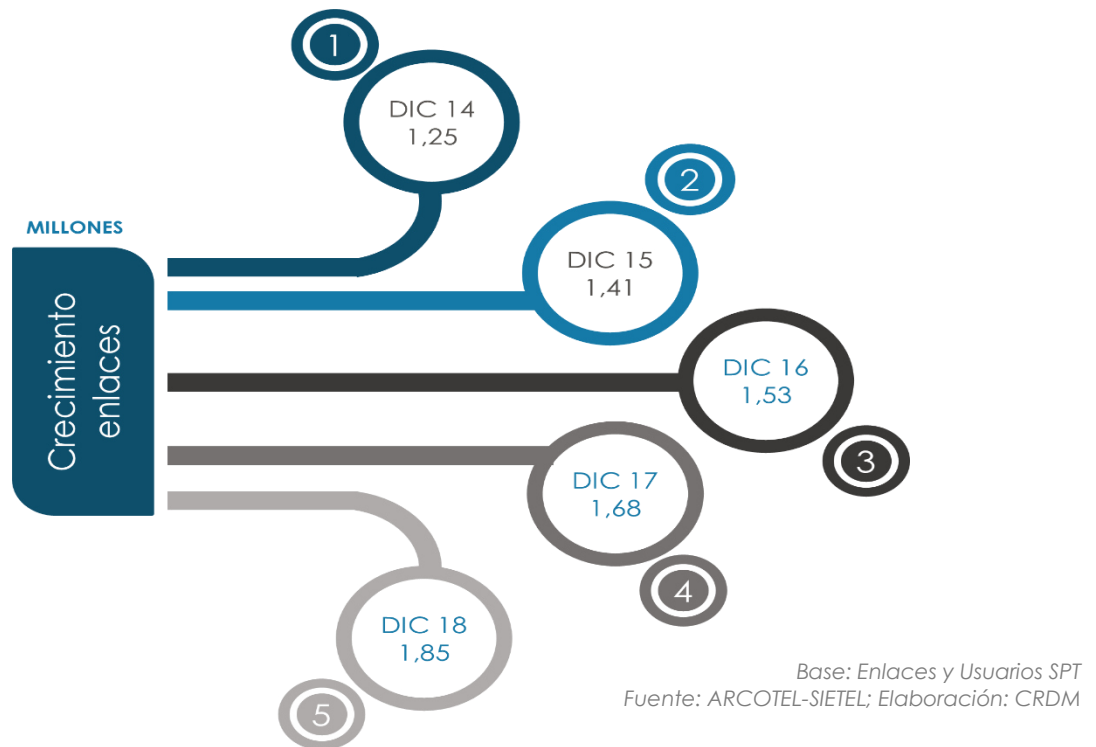 MILLONES
Crecimiento
enlaces
1
DIC 14
1,25
2
DIC 15
1,41
DIC 16
1,53
3
DIC 17
1,68
4
DIC 18
1,85
5
Base: Enlaces y Usuarios SPT
Fuente: ARCOTEL-SIETEL; Elaboración: CRDM